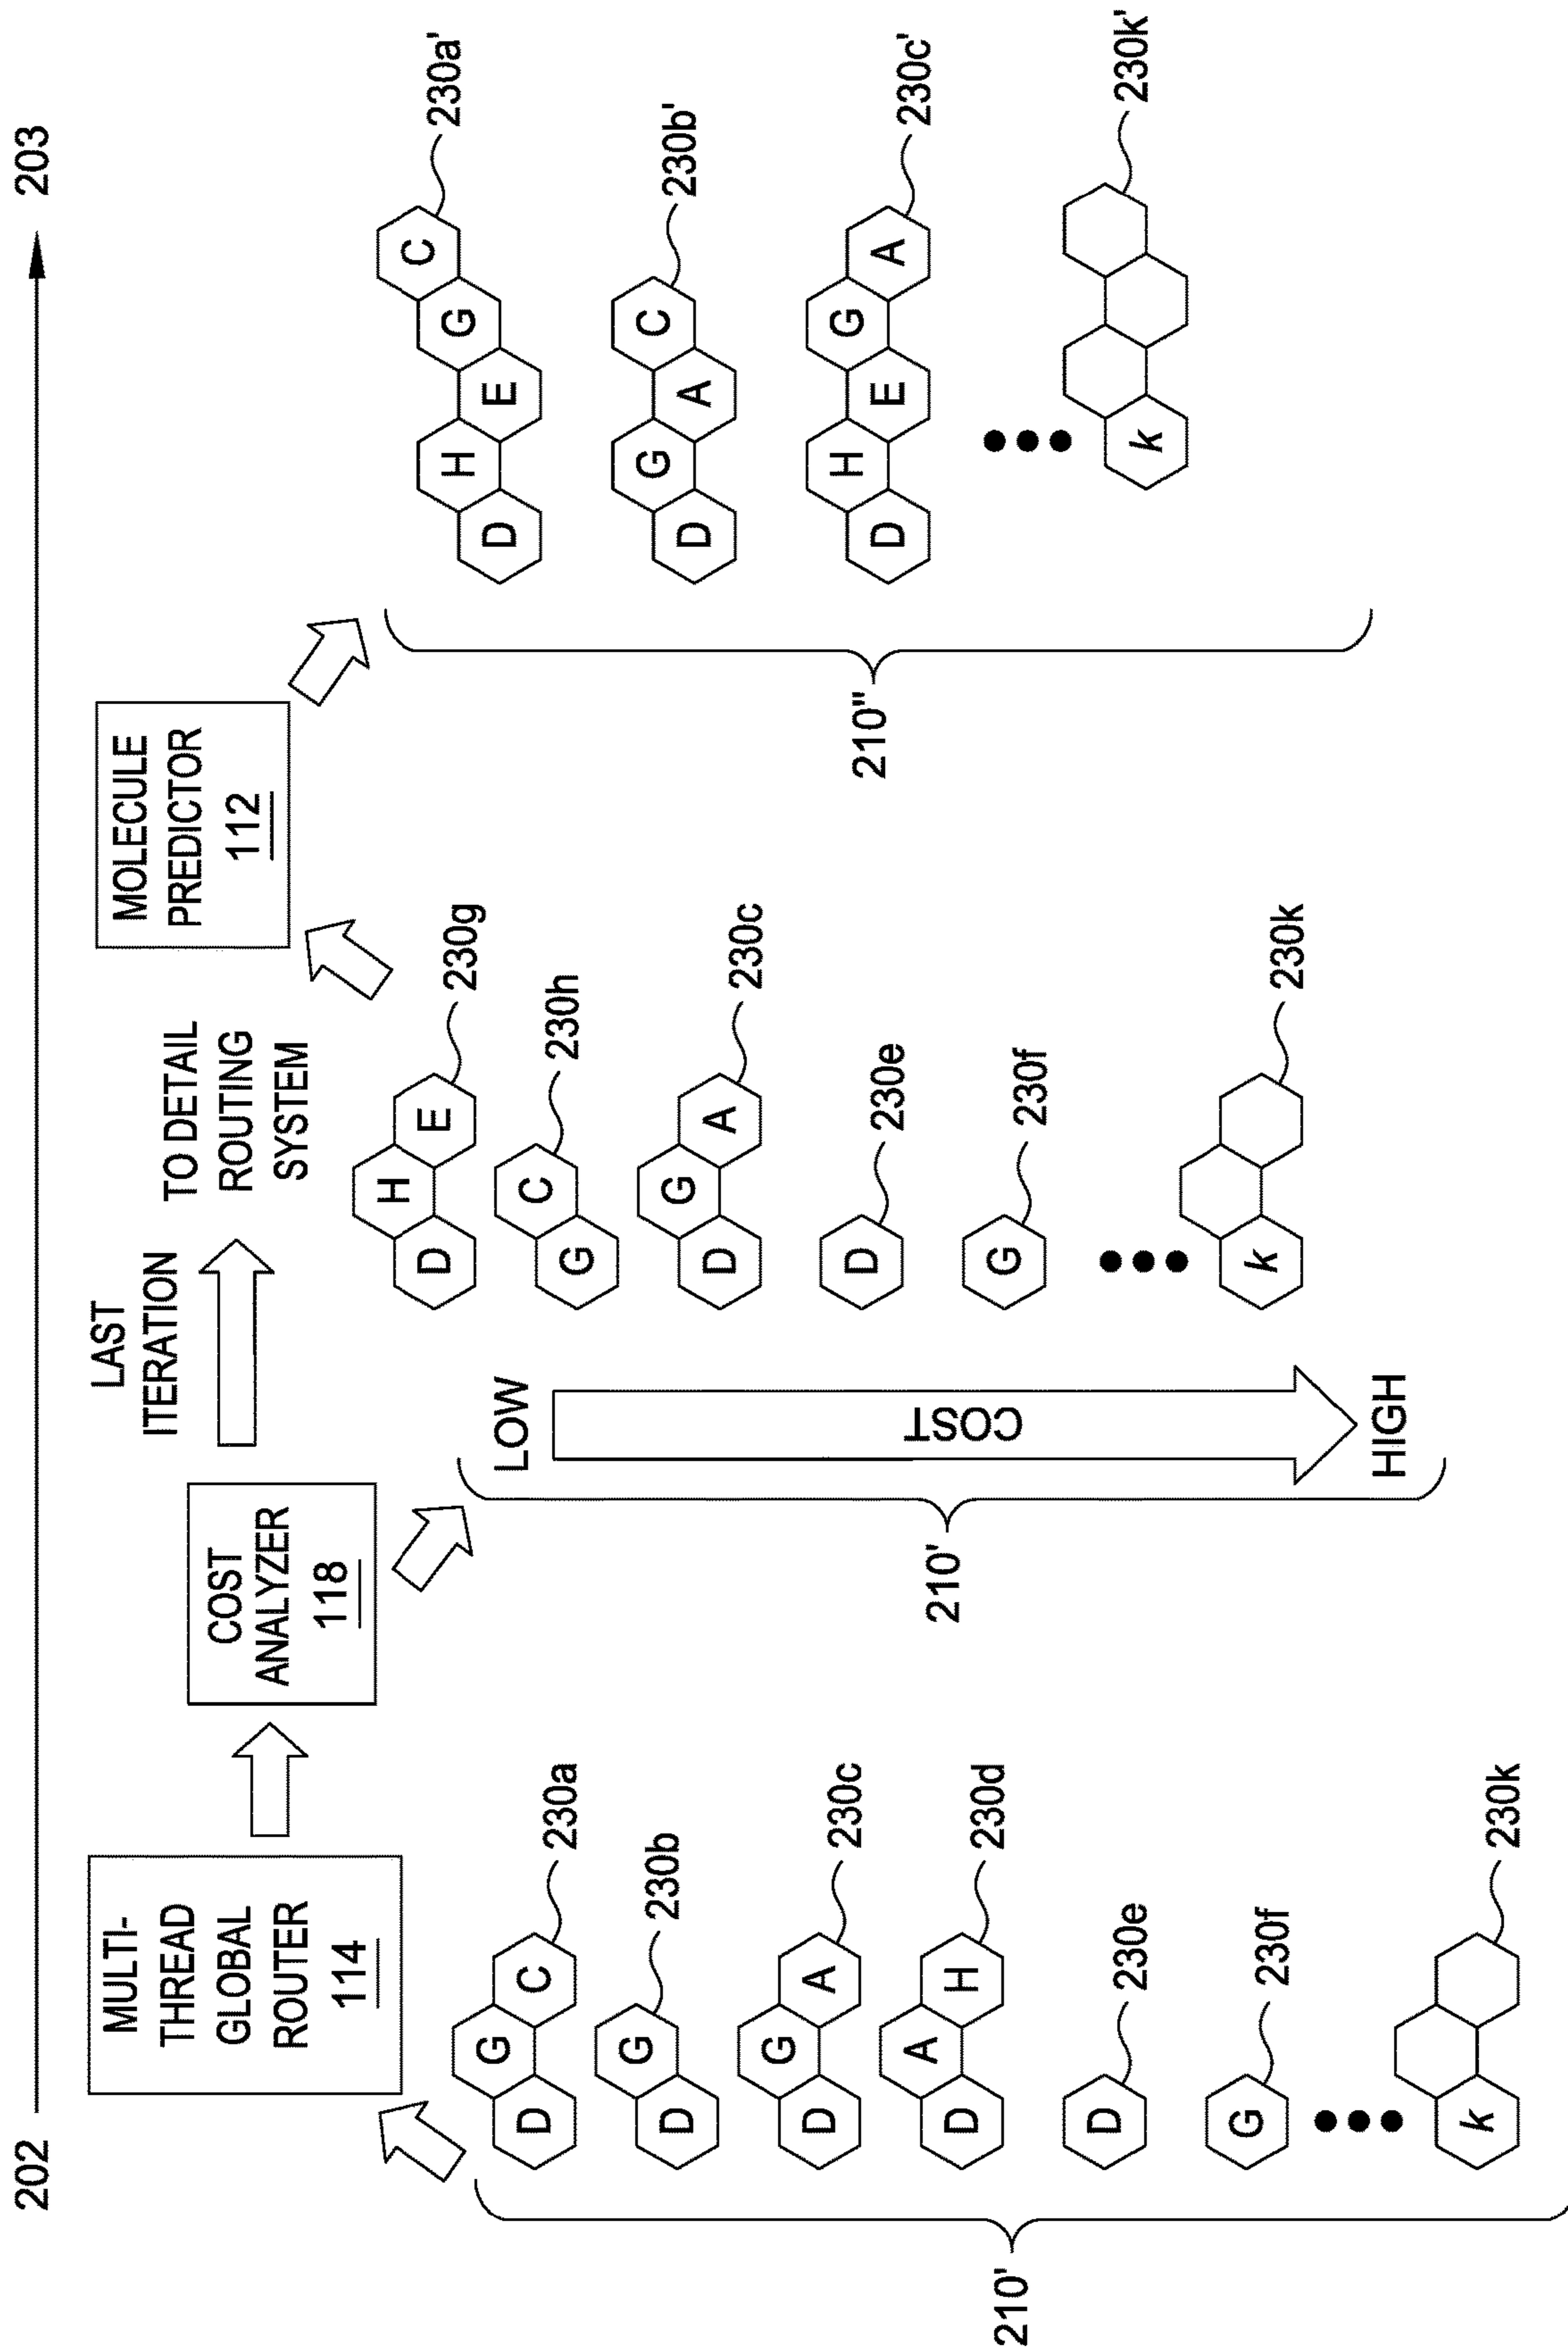 202
203
MULTI-
THREAD
GLOBAL
ROUTER
114
COST
ANALYZER
118
LAST
ITERATION
TO DETAIL
ROUTING
SYSTEM
MOLECULE
PREDICTOR
112
210'
D G C
230a
D G
230b
D G A
230c
D A H
230d
D
230e
G
230f
k
230k
210'
LOW
COST
HIGH
D H E
230g
G C
230h
D G A
230c
D
230e
G
230f
k
230k
210"
D H E G C
230a'
D G A C
230b'
D H E G A
230c'
k
230k'